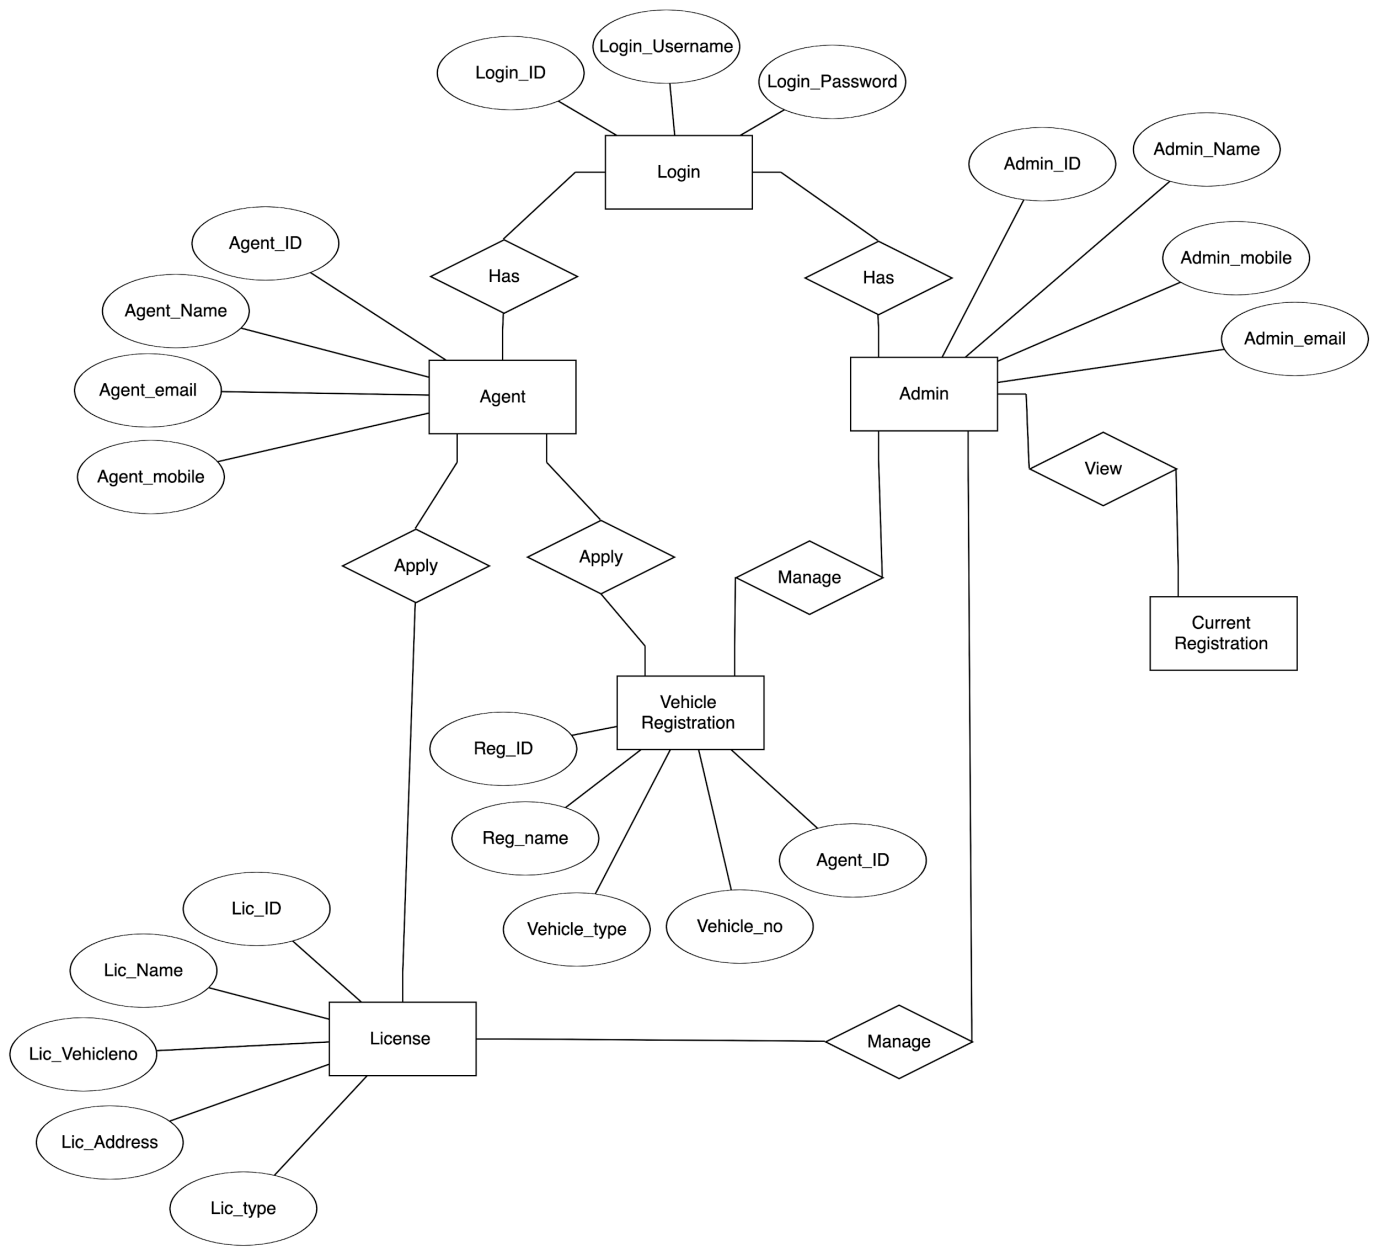 Login_Username
Login_ID
Login_Password
Admin_Name
Admin_ID
Login
Agent_ID
Admin_mobile
Has
Has
Agent_Name
Admin_email
Agent_email
Agent
Admin
View
Agent_mobile
Apply
Apply
Manage
Current
Registration
Vehicle
Registration
Reg_ID
Reg_name
Agent_ID
Lic_ID
Vehicle_type
Vehicle_no
Lic_Name
License
Manage
Lic_Vehicleno
Lic_Address
Lic_type